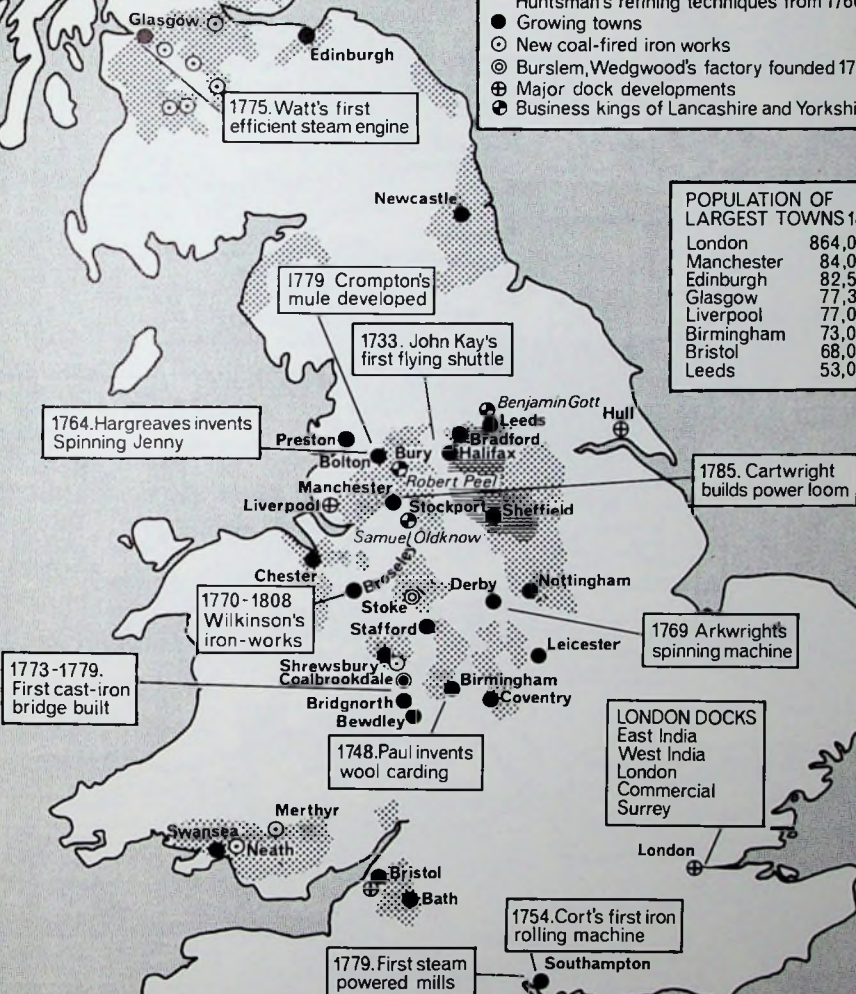 Huntsman's refining techniques from 1760
Growing towns
New coal-fired iron works
Burslem, Wedgwood's factory founded 17
Major dock developments
Business kings of Lancashire and Yorkshi
Glasgow
Edinburgh
1775. Watt's first
efficient steam engine
POPULATION OF
LARGEST TOWNS 1
London 864,0
Manchester 84,0
Edinburgh 82,5
Glasgow 77,3
Liverpool 77,0
Birmingham 73,0
Bristol 68,0
Leeds 53,0
Newcastle
1779 Crompton's
mule developed
1733. John Kay's
first flying shuttle
1764. Hargreaves invents
Spinning Jenny
Benjamin Gott
Leeds
Hull
Preston
Bradford
Bolton
Bury
Halifax
Robert Peel
1785. Cartwright
builds power loom
Manchester
Liverpool
Stockport
Sheffield
Samuel Oldknow
Chester
Broseley
Derby
Nottingham
1770-1808
Wilkinson's
iron-works
Stoke
Stafford
1769 Arkwright's
spinning machine
Leicester
1773-1779.
First cast-iron
bridge built
Shrewsbury
Coalbrookdale
Birmingham
Bridgnorth
Coventry
Bewdley
1748. Paul invents
wool carding
LONDON DOCKS
East India
West India
London
Commercial
Surrey
Merthyr
Swansea
Neath
London
Bristol
Bath
1754. Cort's first iron
rolling machine
1779. First steam
powered mills
Southampton